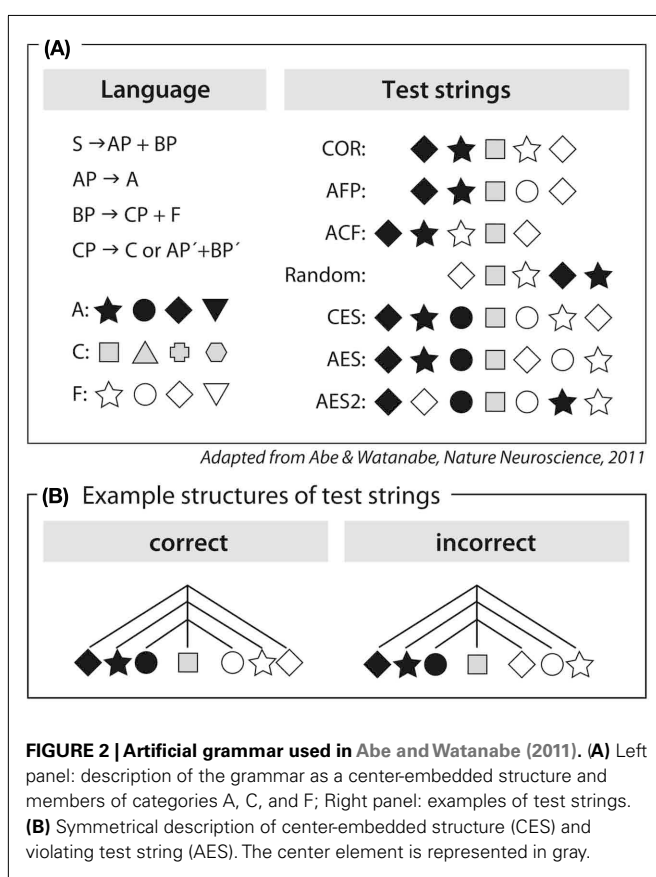 (A)
Language
S → AP + BP
AP → A
BP → CP + F
CP → C or AP´+BP´
A:
C:
F:
Test strings
COR:
AFP:
ACF:
Random:
CES:
AES:
AES2:
Adapted from Abe & Watanabe, Nature Neuroscience, 2011
(B) Example structures of test strings
correct
incorrect
FIGURE 2 | Artificial grammar used in Abe and Watanabe (2011). (A) Left
panel: description of the grammar as a center-embedded structure and
members of categories A, C, and F; Right panel: examples of test strings.
(B) Symmetrical description of center-embedded structure (CES) and
violating test string (AES). The center element is represented in gray.